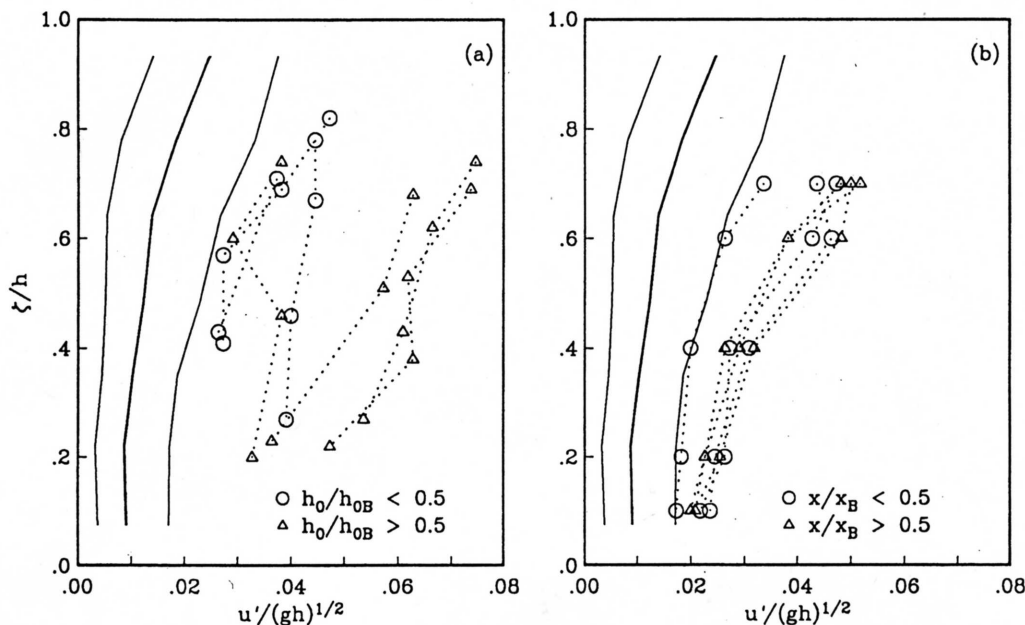 1.0
.8
.6
.4
.2
.0
ζ/h
(a)
○ h₀/h₀B < 0.5
△ h₀/h₀B > 0.5
.00 .02 .04 .06 .08
u′/(gh)^1/2
1.0
.8
.6
.4
.2
.0
(b)
○ x/xB < 0.5
△ x/xB > 0.5
.00 .02 .04 .06 .08
u′/(gh)^1/2